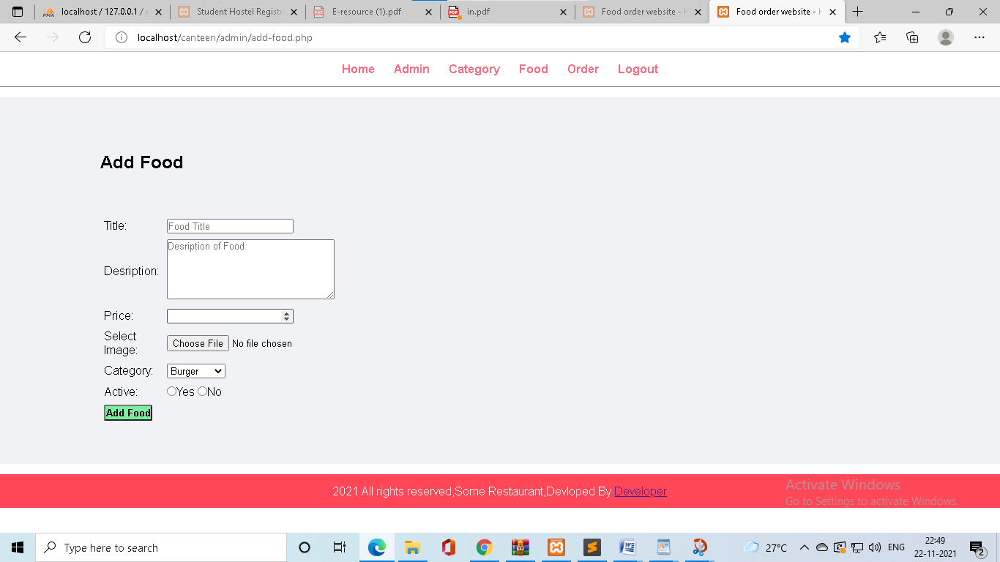 localhost / 127.0.0.1 /
Student Hostel Registr
E-resource (1).pdf
in.pdf
Food order website - H
Food order website - H
localhost/canteen/admin/add-food.php
Home Admin Category Food Order Logout
Add Food
Title: Food Title
Desription: Desription of Food
Price:
Select
Image: Choose File No file chosen
Category: Burger
Active: Yes No
Add Food
2021 All rights reserved,Some Restaurant,Devloped By Developer
Activate Windows
Go to Settings to activate Windows.
Type here to search
27°C
ENG
22:49
22-11-2021
2